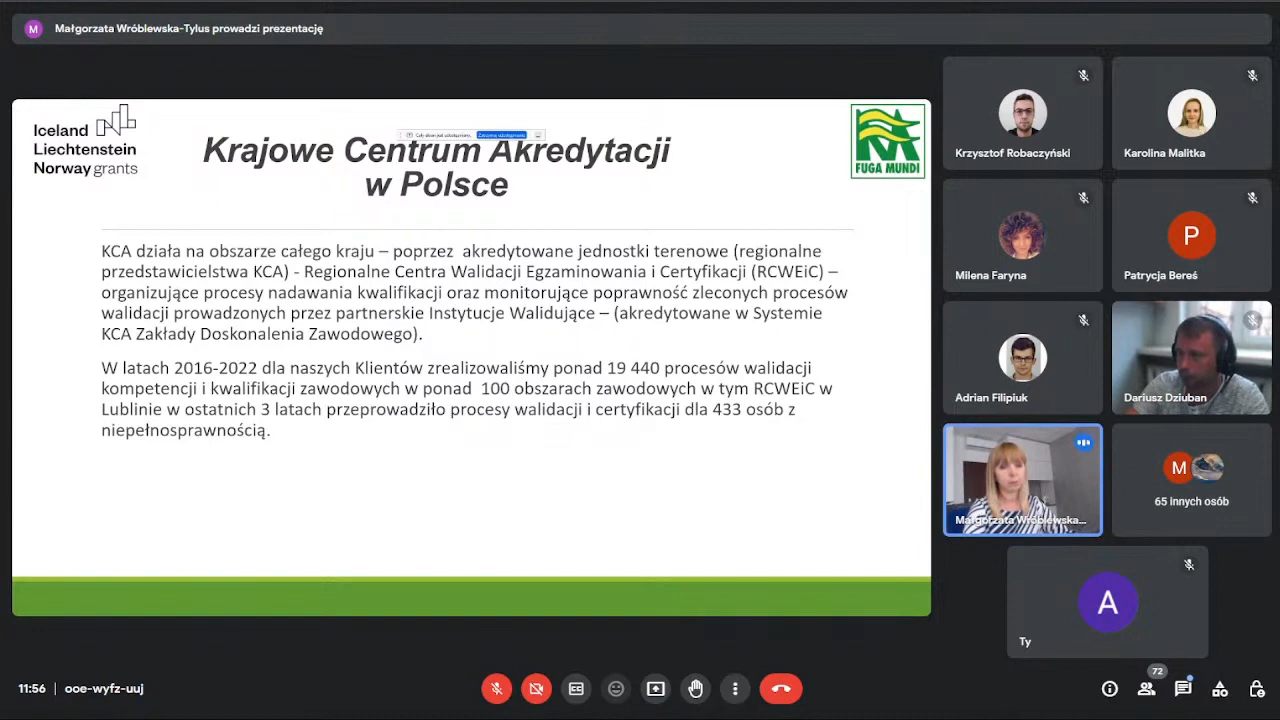 M
Małgorzata Wróblewska-Tylus prowadzi prezentację
Iceland
Liechtenstein
Norway grants
Krajowe Centrum Akredytacji
w Polsce
FUGA MUNDI
KCA działa na obszarze całego kraju – poprzez akredytowane jednostki terenowe (regionalne
przedstawicielstwa KCA) - Regionalne Centra Walidacji Egzaminowania i Certyfikacji (RCWEiC) –
organizujące procesy nadawania kwalifikacji oraz monitorujące poprawność zleconych procesów
walidacji prowadzonych przez partnerskie Instytucje Walidujące – (akredytowane w Systemie
KCA Zakłady Doskonalenia Zawodowego).
W latach 2016-2022 dla naszych Klientów zrealizowaliśmy ponad 19 440 procesów walidacji
kompetencji i kwalifikacji zawodowych w ponad 100 obszarach zawodowych w tym RCWEiC w
Lublinie w ostatnich 3 latach przeprowadziło procesy walidacji i certyfikacji dla 433 osób z
niepełnosprawnością.
Krzysztof Robaczyński
Karolina Malitka
Milena Faryna
P
Patrycja Bereś
Adrian Filipiuk
Dariusz Dziuban
Małgorzata Wróblewska...
M
65 innych osób
A
Ty
11:56 | ooe-wyfz-uuj
72